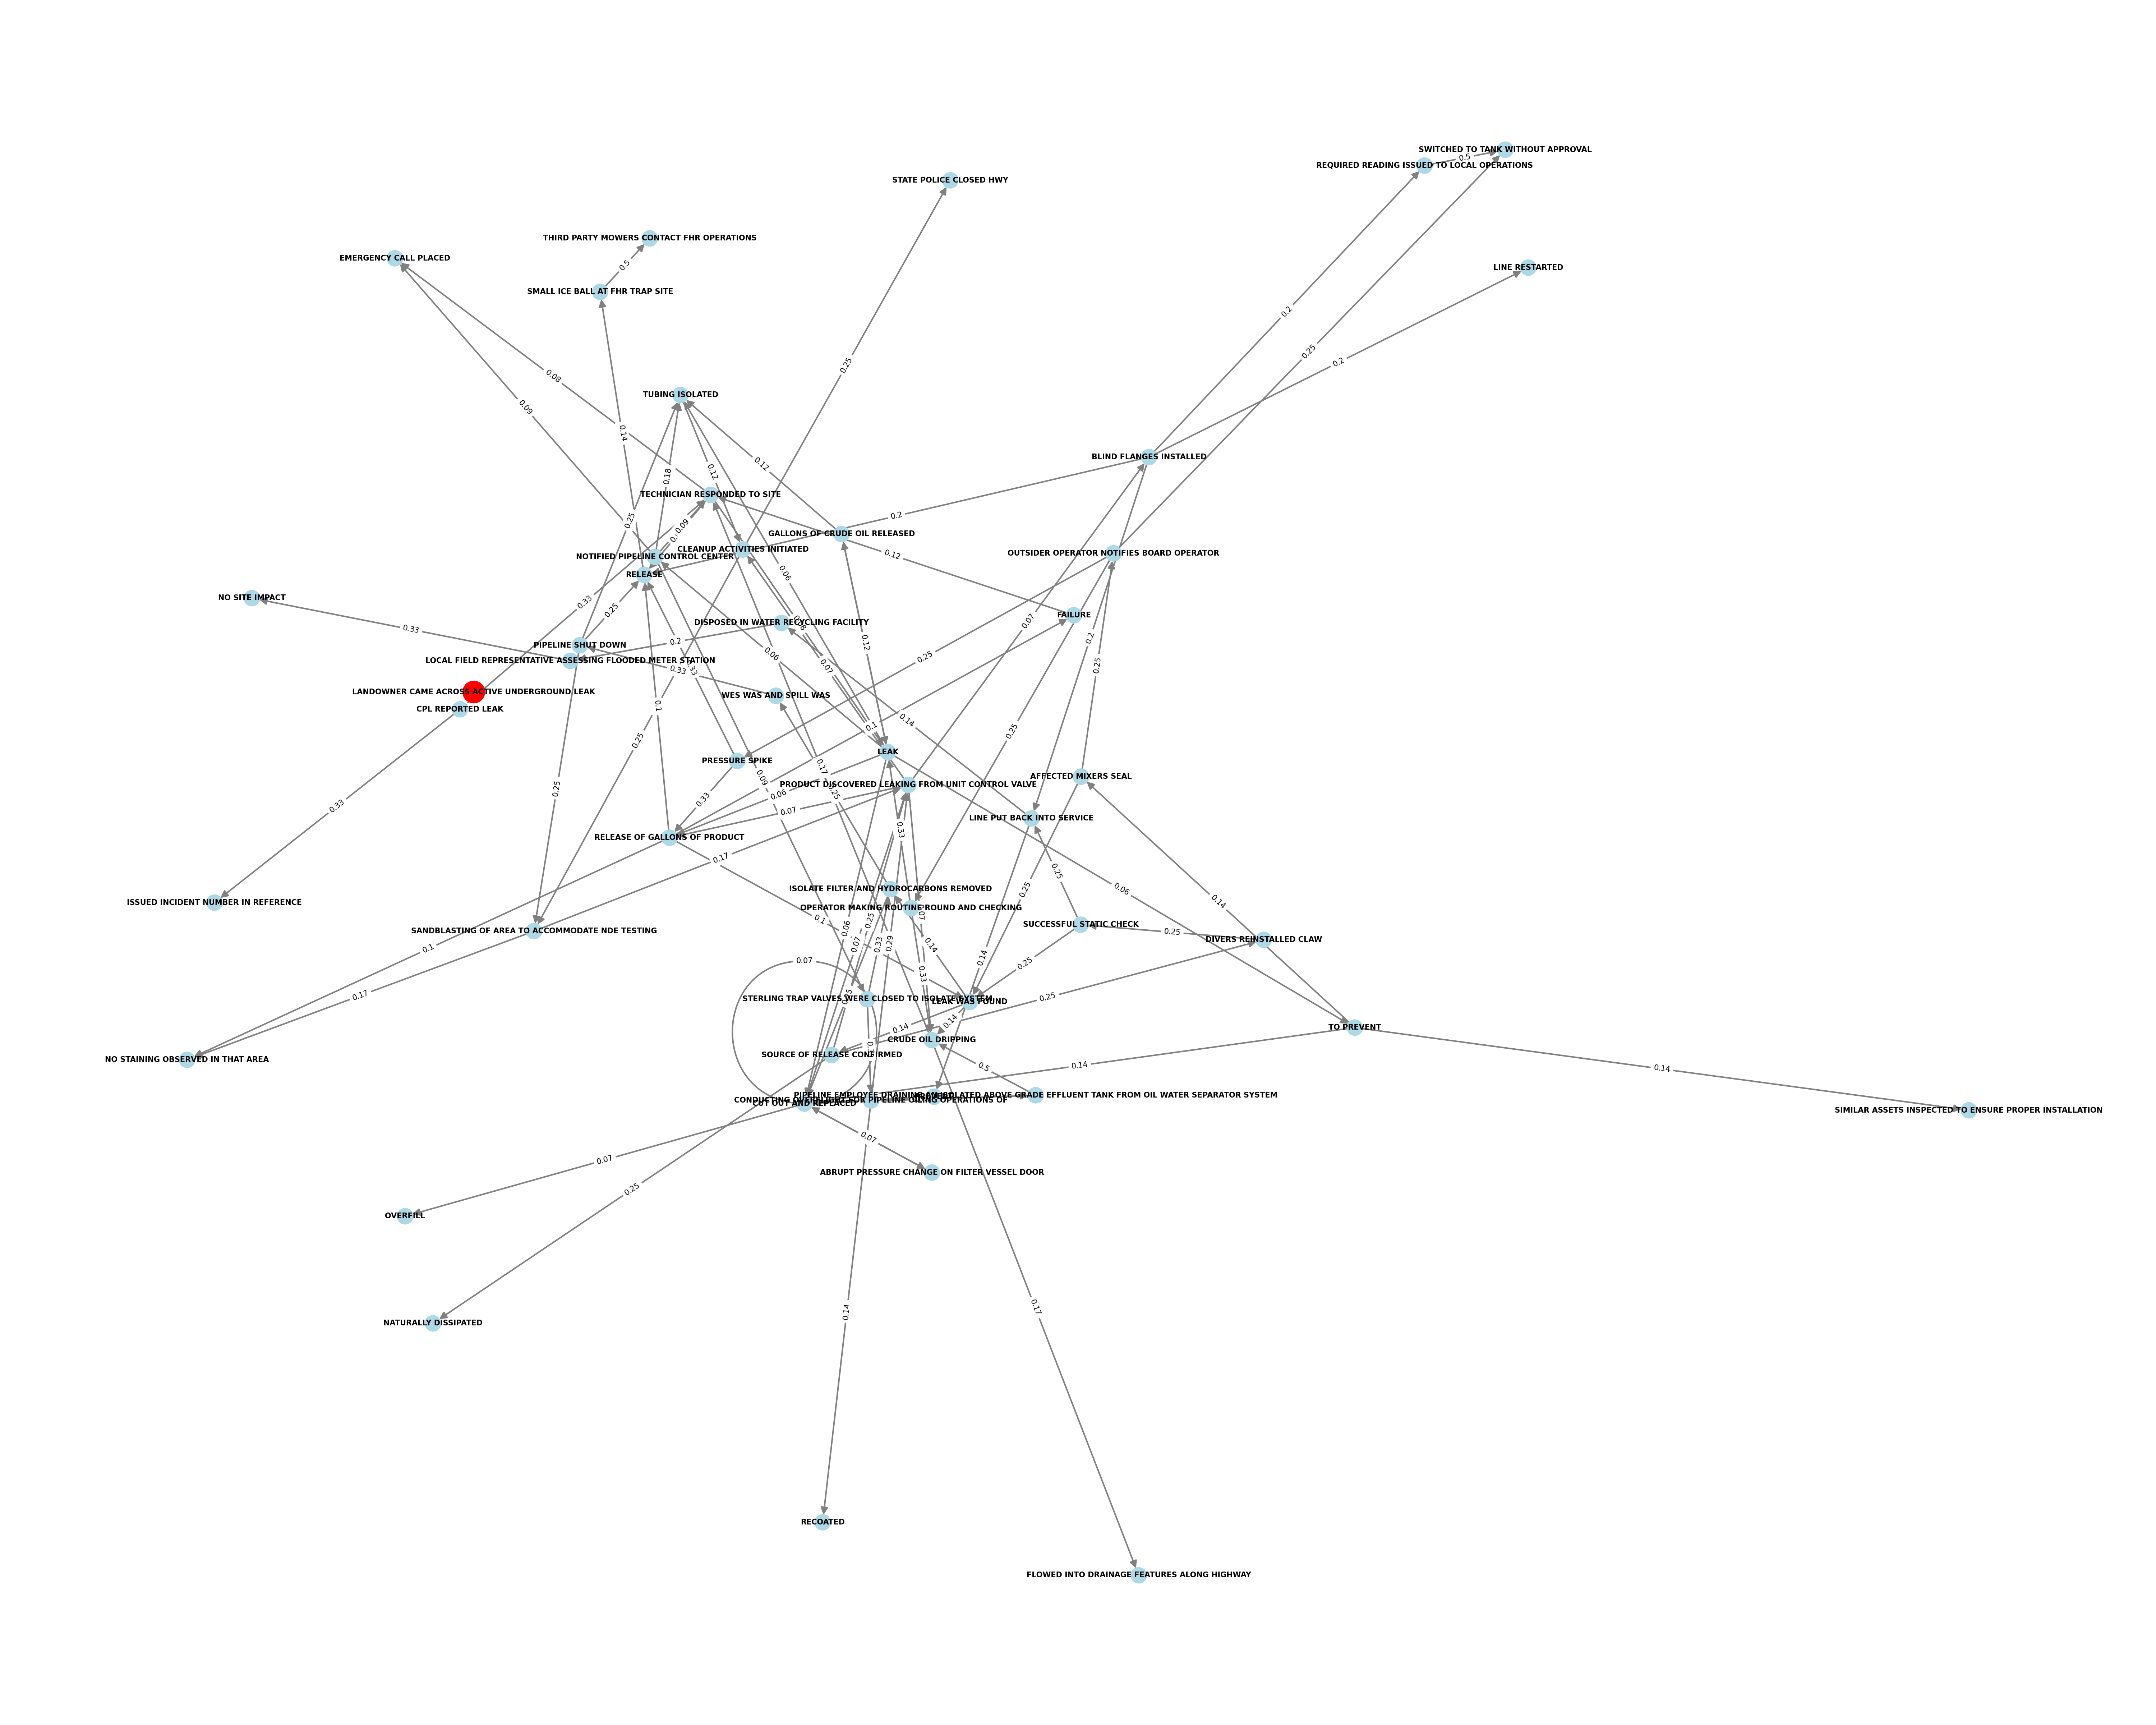 SWITCHED TO TANK WITHOUT APPROVAL
0.5
REQUIRED READING ISSUED TO LOCAL OPERATIONS
STATE POLICE CLOSED HWY
THIRD PARTY MOWERS CONTACT FHR OPERATIONS
EMERGENCY CALL PLACED
0.5
LINE RESTARTED
SMALL ICE BALL AT FHR TRAP SITE
0.2
0.25
0.2
0.25
0.08
TUBING ISOLATED
0.09
0.14
BLIND FLANGES INSTALLED
0.12
0.12
0.18
TECHNICIAN RESPONDED TO SITE
0.2
0.25
0.09
GALLONS OF CRUDE OIL RELEASED
CLEANUP ACTIVITIES INITIATED
0.12
OUTSIDER OPERATOR NOTIFIES BOARD OPERATOR
NOTIFIED PIPELINE CONTROL CENTER
0.06
RELEASE
NO SITE IMPACT
0.33
0.25
FAILURE
DISPOSED IN WATER RECYCLING FACILITY
0.07
0.33
0.2
0.12
0.2
PIPELINE SHUT DOWN
LOCAL FIELD REPRESENTATIVE ASSESSING FLOODED METER STATION
0.06
0.25
0.25
0.33
0.33
0.07
LANDOWNER CAME ACROSS ACTIVE UNDERGROUND LEAK
WES WAS AND SPILL WAS
CPL REPORTED LEAK
0.1
0.14
0.1
0.25
0.25
LEAK
PRESSURE SPIKE
0.17
0.09
AFFECTED MIXERS SEAL
PRODUCT DISCOVERED LEAKING FROM UNIT CONTROL VALVE
0.25
0.25
0.33
0.06
0.33
0.07
LINE PUT BACK INTO SERVICE
0.33
RELEASE OF GALLONS OF PRODUCT
0.17
0.25
ISOLATE FILTER AND HYDROCARBONS REMOVED
0.06
0.25
0.14
ISSUED INCIDENT NUMBER IN REFERENCE
OPERATOR MAKING ROUTINE ROUND AND CHECKING
0.07
0.1
0.25
SUCCESSFUL STATIC CHECK
0.06
SANDBLASTING OF AREA TO ACCOMMODATE NDE TESTING
0.25
DIVERS REINSTALLED CLAW
0.07
0.33
0.29
0.14
0.1
0.14
0.07
0.25
0.33
0.17
0.25
0.25
STERLING TRAP VALVES WERE CLOSED TO ISOLATE SYSTEM
LEAK WAS FOUND
0.14
0.14
TO PREVENT
CRUDE OIL DRIPPING
SOURCE OF RELEASE CONFIRMED
NO STAINING OBSERVED IN THAT AREA
0.5
0.14
0.14
PIPELINE EMPLOYEE DRAINING AN ISOLATED ABOVE GRADE EFFLUENT TANK FROM OIL WATER SEPARATOR SYSTEM
CONDUCTING OVERFLIGHT FOR PIPELINE OIDING OPERATIONS OF
CUT OUT AND REPLACED
SIMILAR ASSETS INSPECTED TO ENSURE PROPER INSTALLATION
0.07
0.07
ABRUPT PRESSURE CHANGE ON FILTER VESSEL DOOR
0.25
OVERFILL
0.17
0.14
NATURALLY DISSIPATED
RECOATED
FLOWED INTO DRAINAGE FEATURES ALONG HIGHWAY